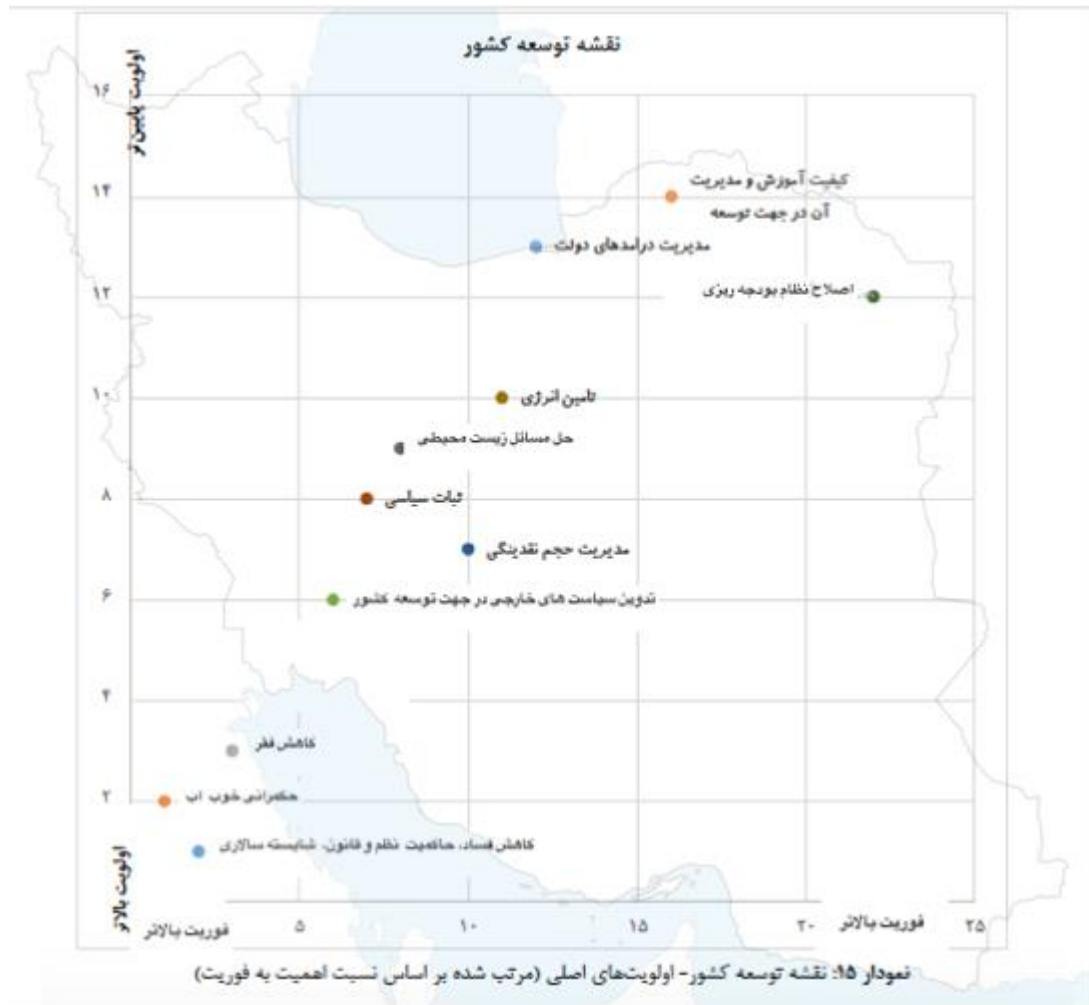 نقشه توسعه کشور
اولویت پایین‌تر
۱۶
۱۴
۱۲
۱۰
۸
۶
۴
۲
کیفیت آموزش و مدیریت
آن در جهت توسعه
مدیریت درآمدهای دولت
اصلاح نظام بودجه ریزی
تامین انرژی
حل مسائل زیست محیطی
ثبات سیاسی
مدیریت حجم نقدینگی
تدوین سیاست های خارجی در جهت توسعه کشور
کاهش فقر
حکمرانی خوب آب
کاهش فساد، حاکمیت نظم و قانون، شایسته سالاری
اولویت بالاتر
فوریت بالاتر
۵
۱۰
۱۵
۲۰
فوریت بالاتر
۲۵
نمودار ۱۵: نقشه توسعه کشور- اولویت‌های اصلی (مرتب شده بر اساس نسبت اهمیت به فوریت)